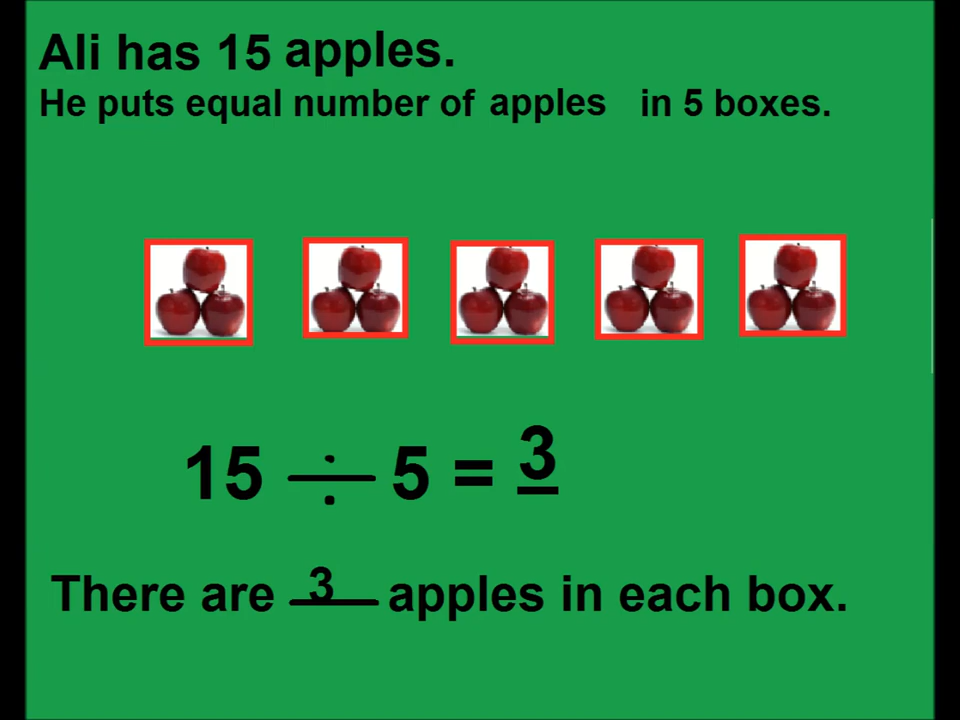 Ali has 15 apples.
He puts equal number of apples in 5 boxes.
15 ÷ 5 = 3
There are 3 apples in each box.